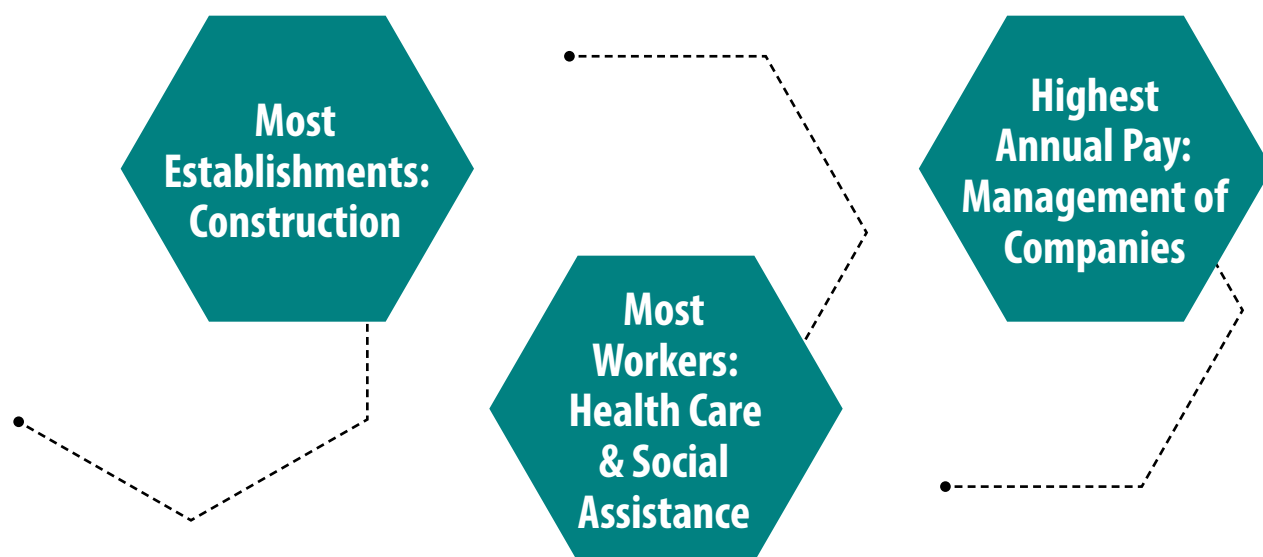 Most
Establishments:
Construction
Most
Workers:
Health Care
& Social
Assistance
Highest
Annual Pay:
Management of
Companies